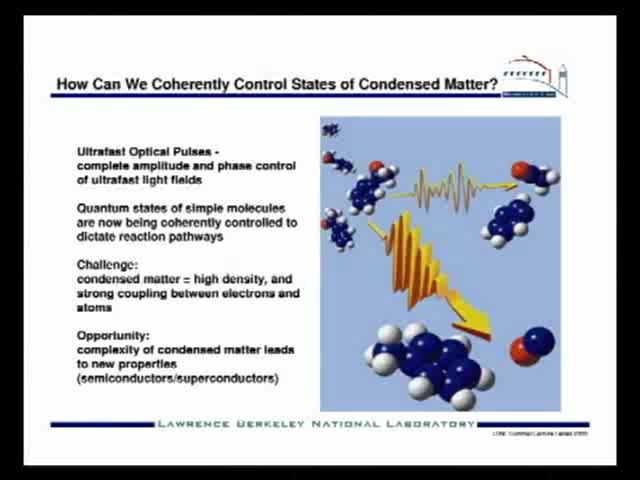 How Can We Coherently Control States of Condensed Matter?
Ultrafast Optical Pulses -
complete amplitude and phase control
of ultrafast light fields
Quantum states of simple molecules
are now being coherently controlled to
dictate reaction pathways
Challenge:
condensed matter = high density, and
strong coupling between electrons and
atoms
Opportunity:
complexity of condensed matter leads
to new properties
(semiconductors/superconductors)
LAWRENCE BERKELEY NATIONAL LABORATORY